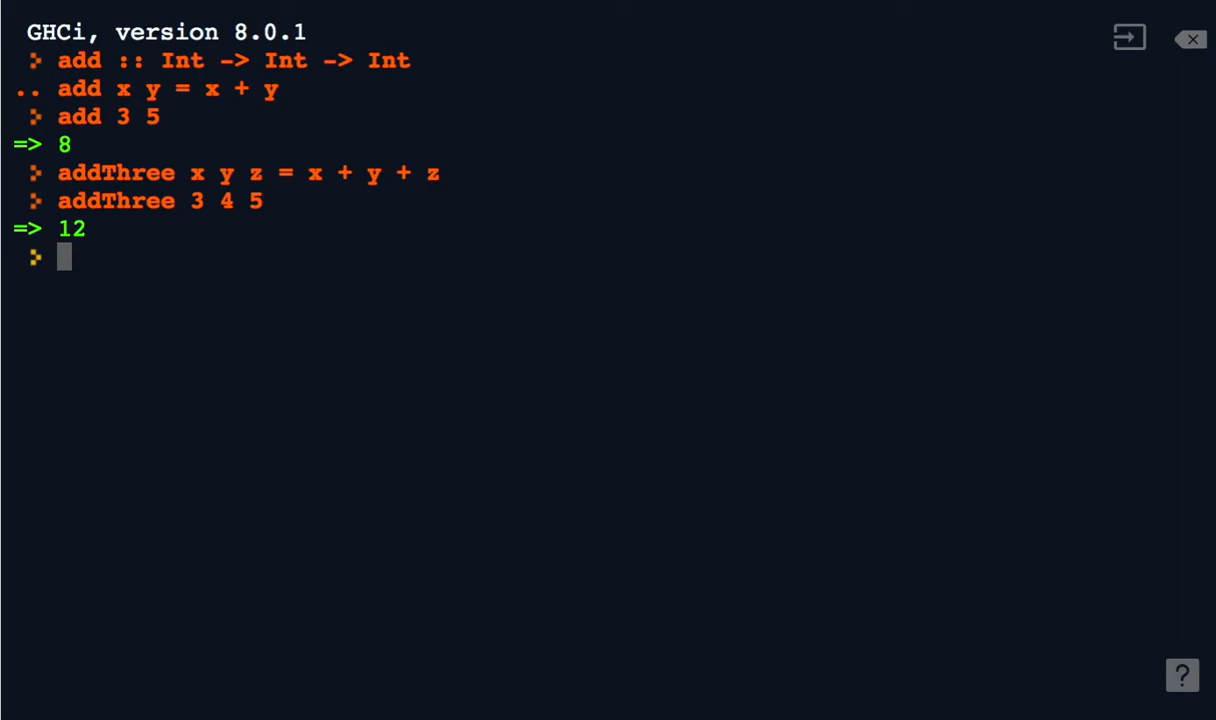 GHCi, version 8.0.1
add :: Int -> Int -> Int
.. add x y = x + y
add 3 5
=> 8
addThree x y z = x + y + z
addThree 3 4 5
=> 12
?